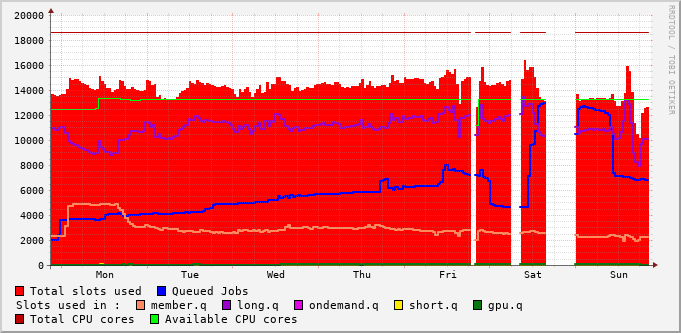 20000
18000
16000
14000
12000
10000
8000
6000
4000
2000
0
Mon Tue Wed Thu Fri Sat Sun
RRDTOOL / TOBI OETIKER
Total slots used Queued Jobs
Slots used in : member.q long.q ondemand.q short.q gpu.q
Total CPU cores Available CPU cores